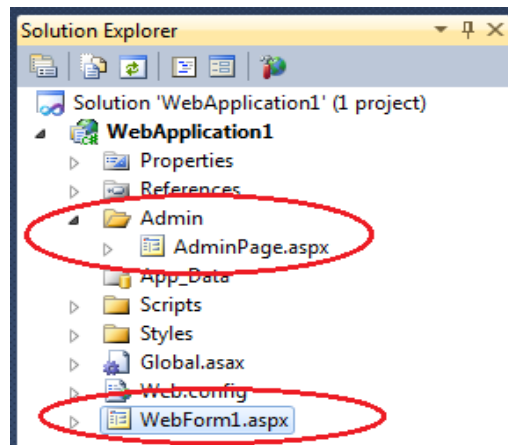 Solution Explorer
Solution 'WebApplication1' (1 project)
WebApplication1
Properties
References
Admin
AdminPage.aspx
App_Data
Scripts
Styles
Global.asax
Web.config
WebForm1.aspx